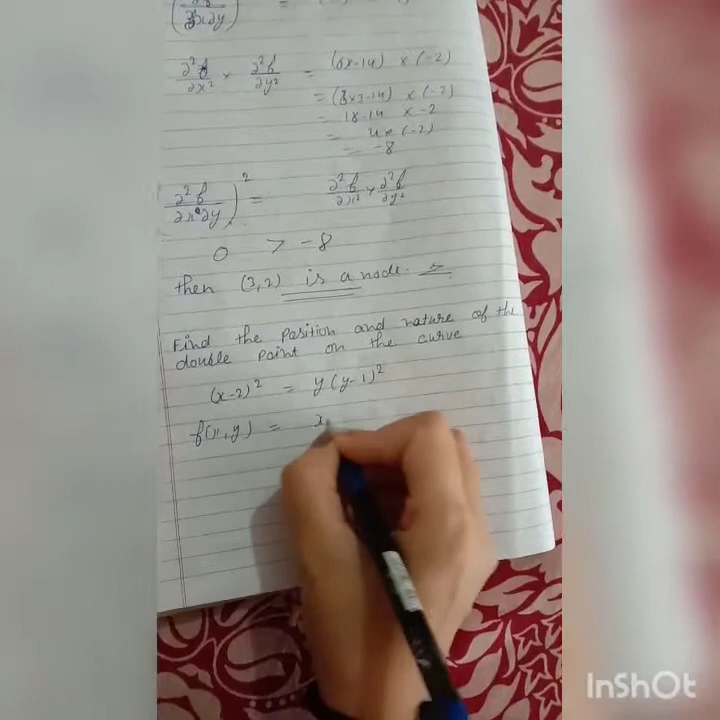 ∂x∂y) =
∂²f/∂x² × ∂²f/∂y² = (6x-14) × (-2)
= (6×3-14) × (-2)
= 18-14 × -2
= 4 × (-2)
= -8
∂²f/∂x∂y)² = ∂²f/∂x² × ∂²f/∂y²
0 > -8
then (3,2) is a node.
Find the position and nature of the
double point on the curve
(x-2)² = y(y-1)²
f(x,y) = x
InShOt